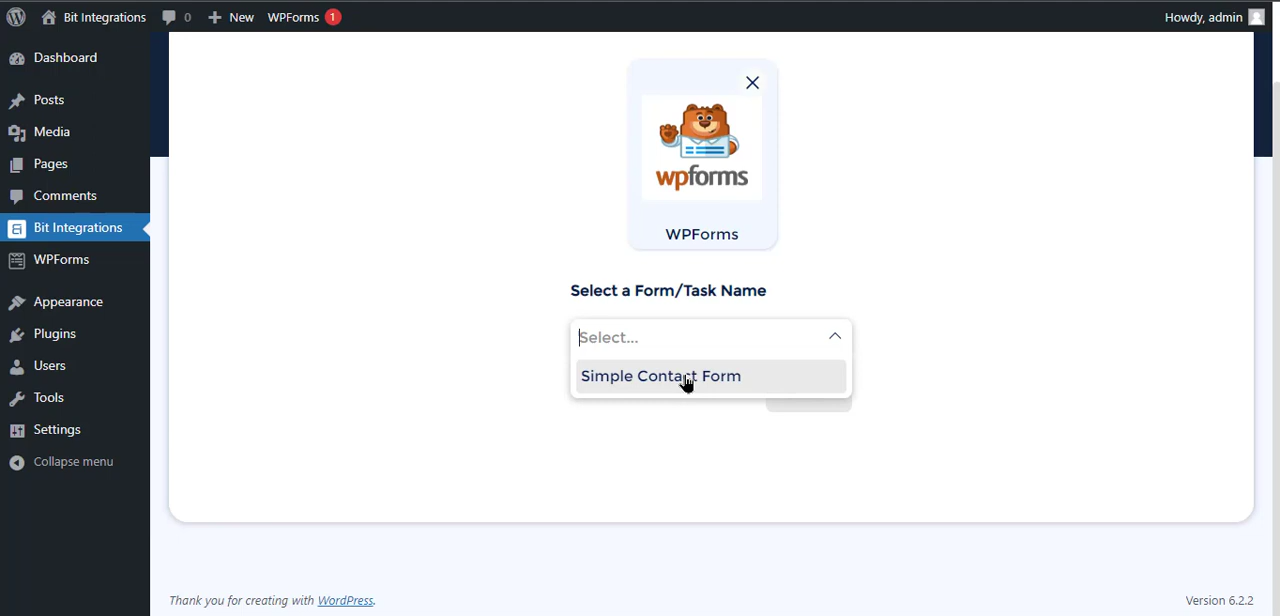 Bit Integrations 0 New WPForms 1 Howdy, admin
Dashboard
Posts
Media
Pages
Comments
Bit Integrations
WPForms
Appearance
Plugins
Users
Tools
Settings
Collapse menu
wpforms
WPForms
Select a Form/Task Name
Select...
Simple Contact Form
Thank you for creating with WordPress.
Version 6.2.2